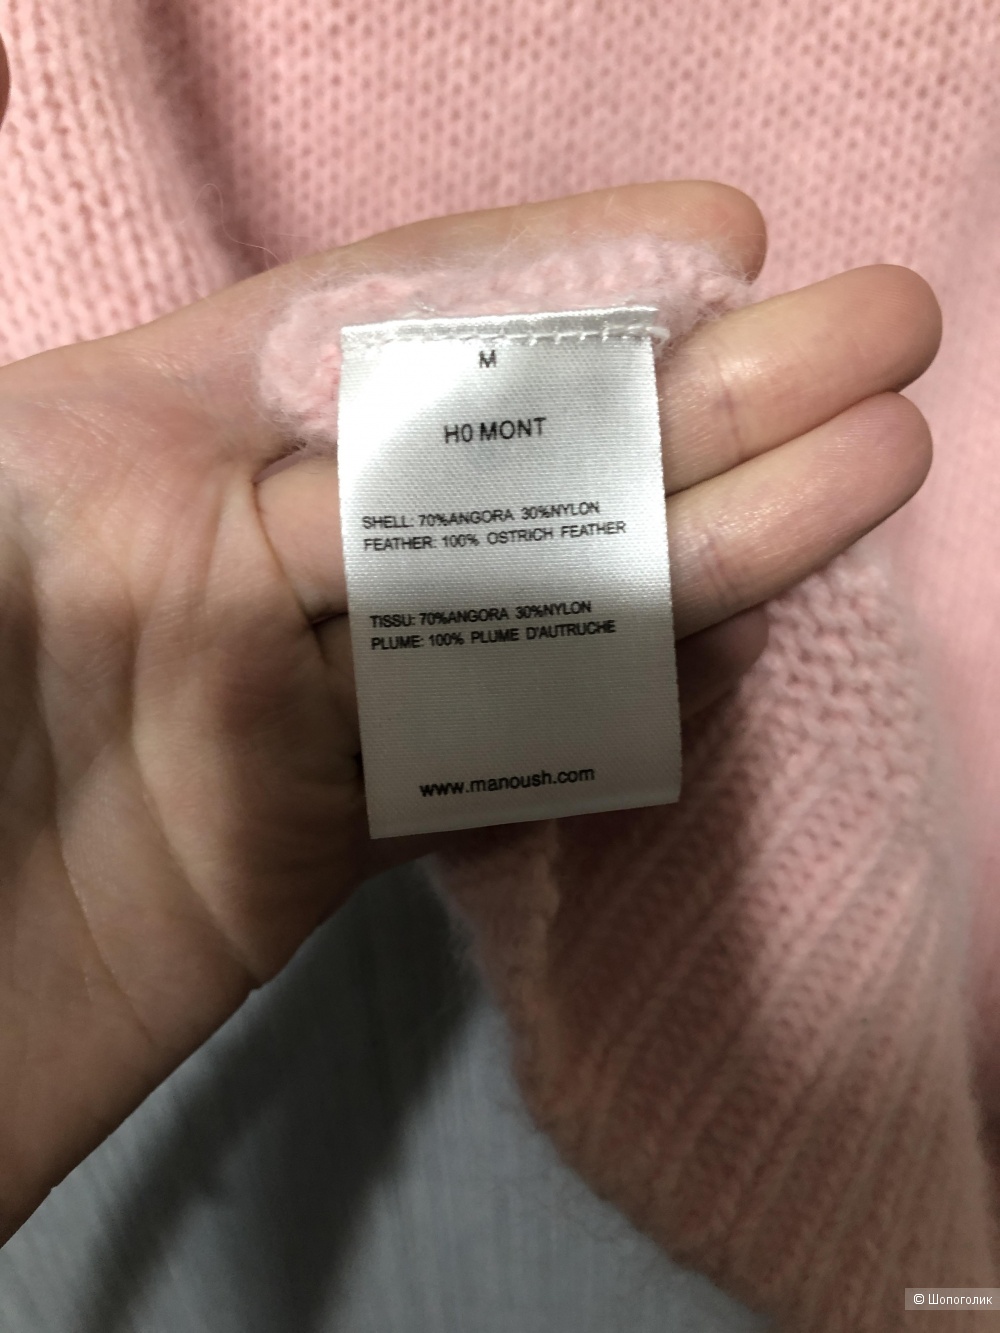 M
H0 MONT
SHELL: 70%ANGORA 30%NYLON
FEATHER: 100% OSTRICH FEATHER
TISSU: 70%ANGORA 30%NYLON
PLUME: 100% PLUME D'AUTRUCHE
www.manoush.com
© Шопоголик